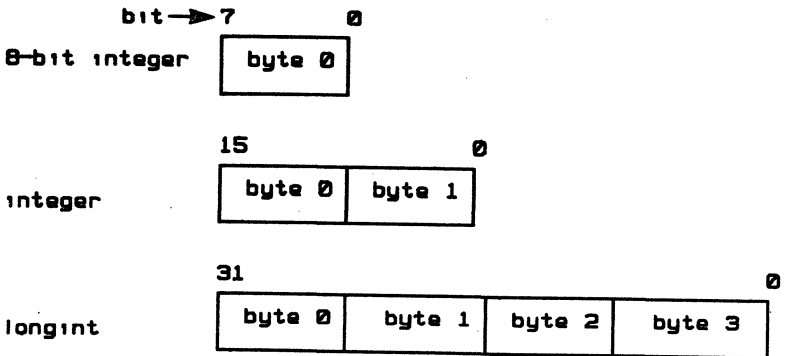 bit 7 0
8-bit integer byte 0
15 0
integer byte 0 byte 1
31 0
longint byte 0 byte 1 byte 2 byte 3